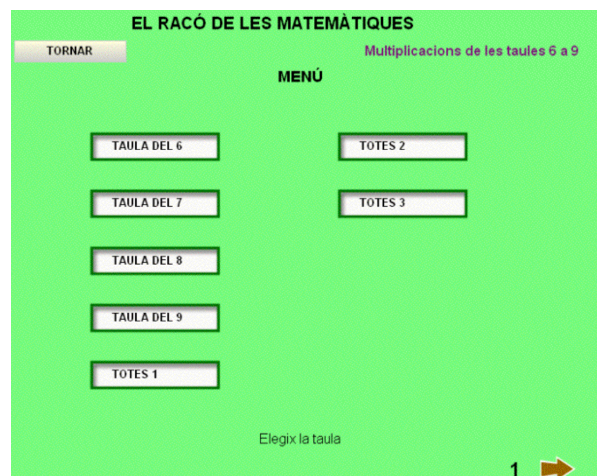 EL RACÓ DE LES MATEMÀTIQUES
TORNAR
Multiplicacions de les taules 6 a 9
MENÚ
TAULA DEL 6
TAULA DEL 7
TAULA DEL 8
TAULA DEL 9
TOTES 1
TOTES 2
TOTES 3
Elegix la taula
1